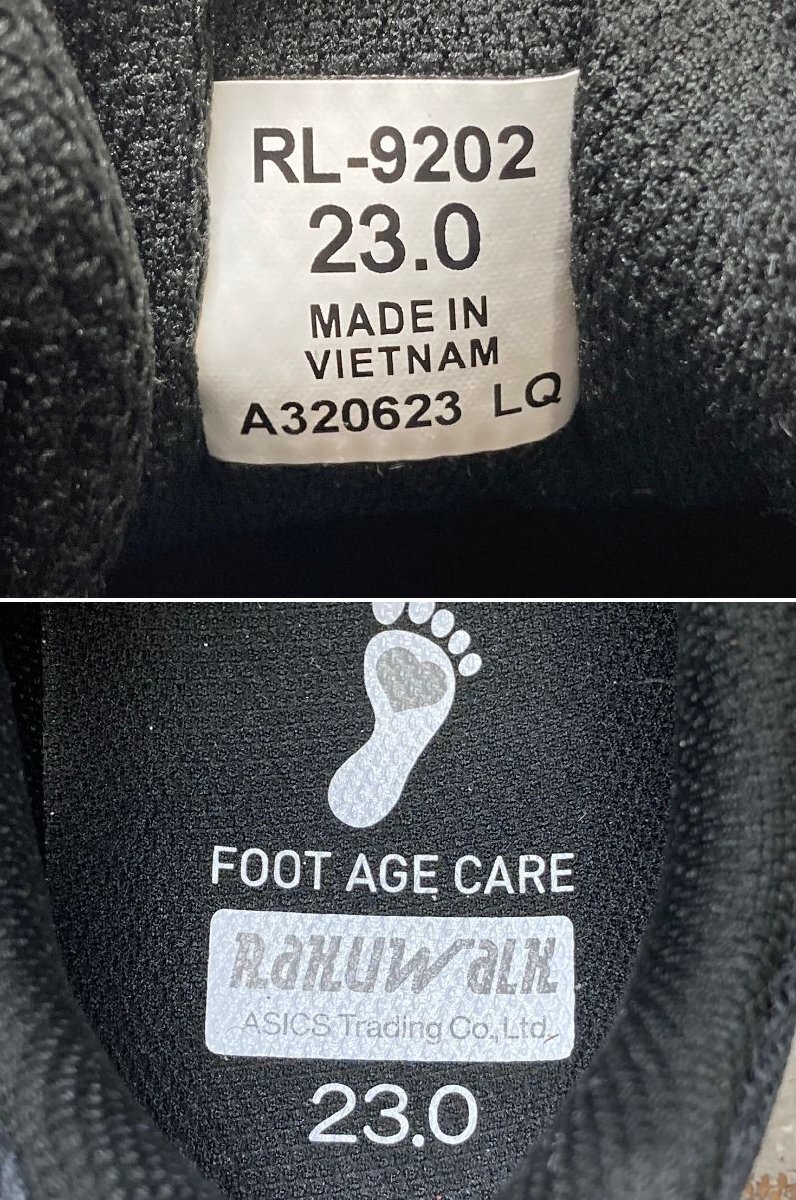 RL-9202
23.0
MADE IN
VIETNAM
A320623 LQ
FOOT AGE CARE
RAKUWALK
ASICS Trading Co.,Ltd.
23.0